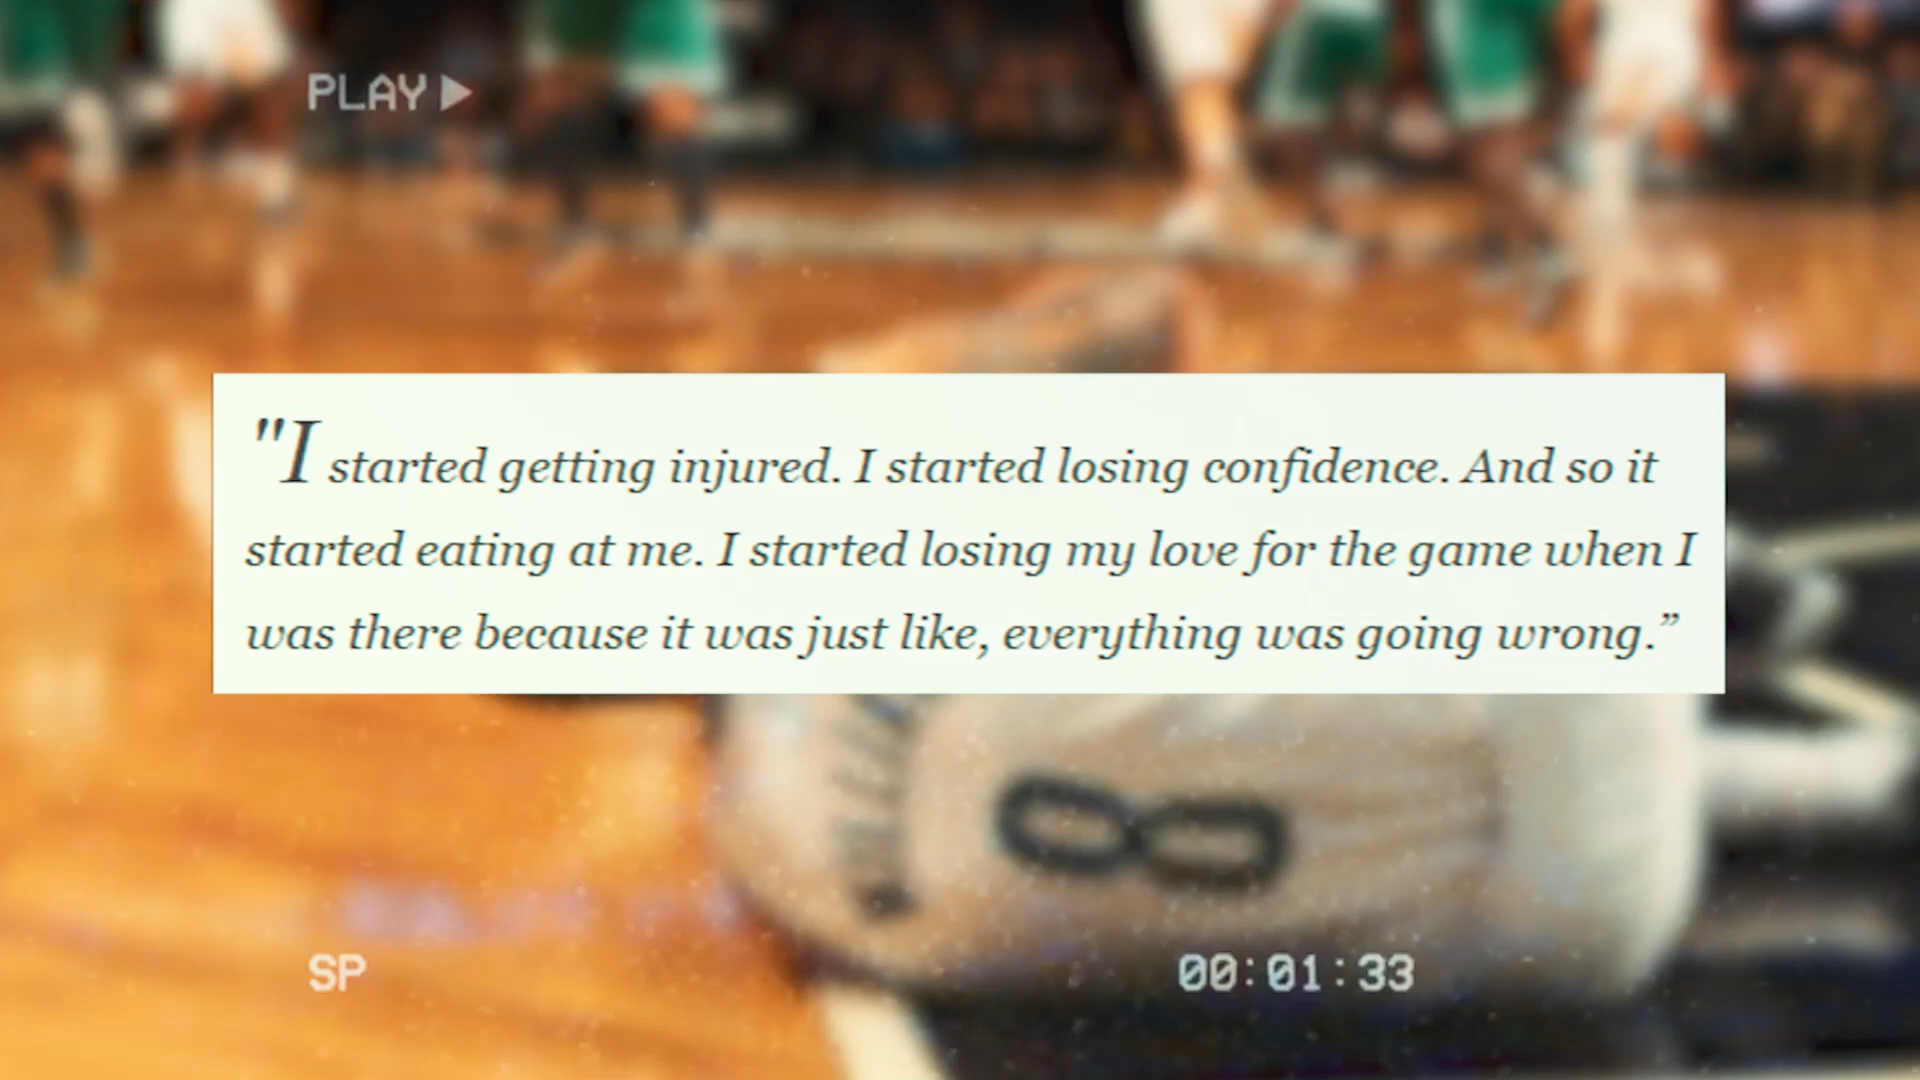 PLAY ▶
"I started getting injured. I started losing confidence. And so it
started eating at me. I started losing my love for the game when I
was there because it was just like, everything was going wrong.”
8
SP
00:01:33